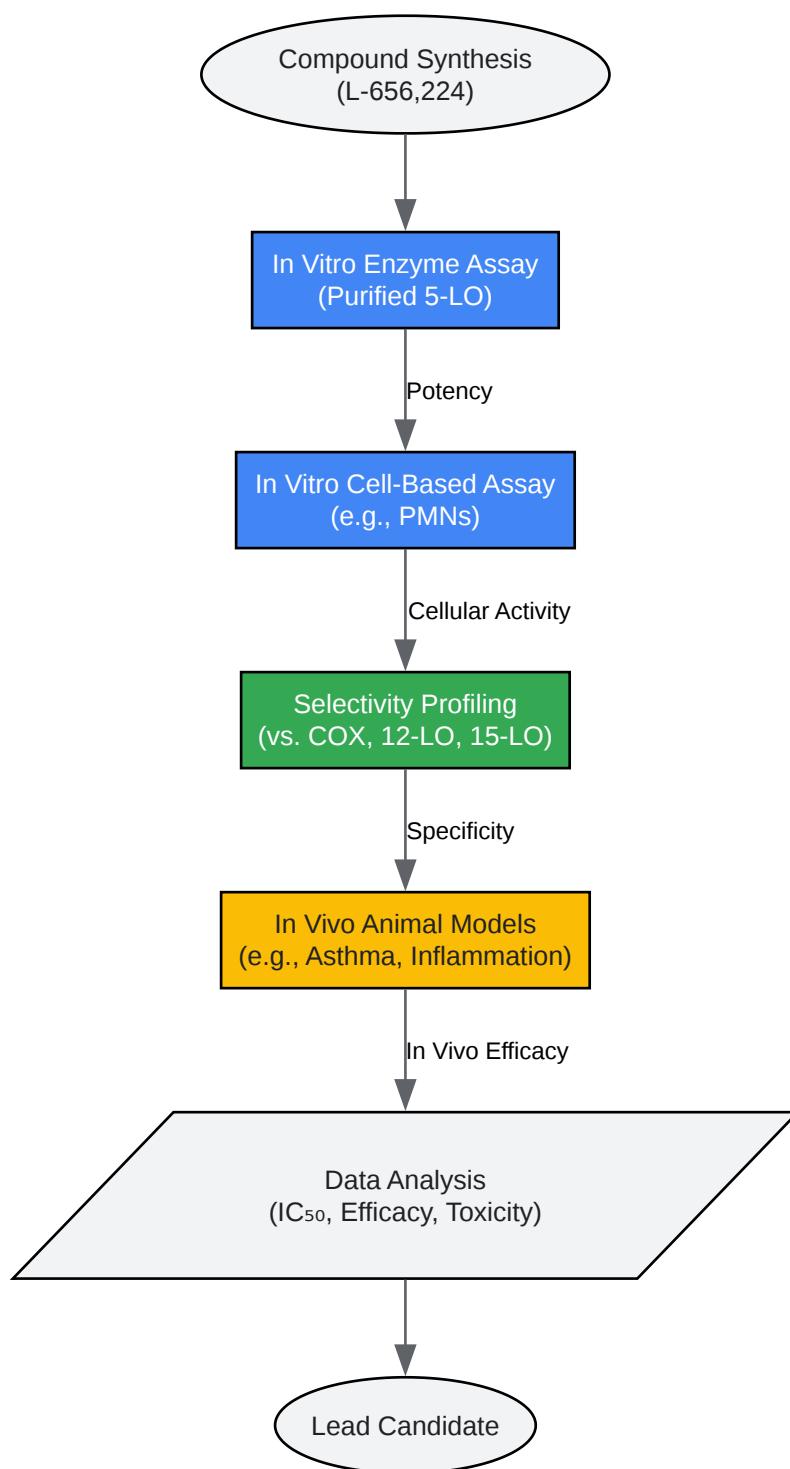 Compound Synthesis
(L-656,224)
In Vitro Enzyme Assay
(Purified 5-LO)
Potency
In Vitro Cell-Based Assay
(e.g., PMNs)
Cellular Activity
Selectivity Profiling
(vs. COX, 12-LO, 15-LO)
Specificity
In Vivo Animal Models
(e.g., Asthma, Inflammation)
In Vivo Efficacy
Data Analysis
(IC₅₀, Efficacy, Toxicity)
Lead Candidate